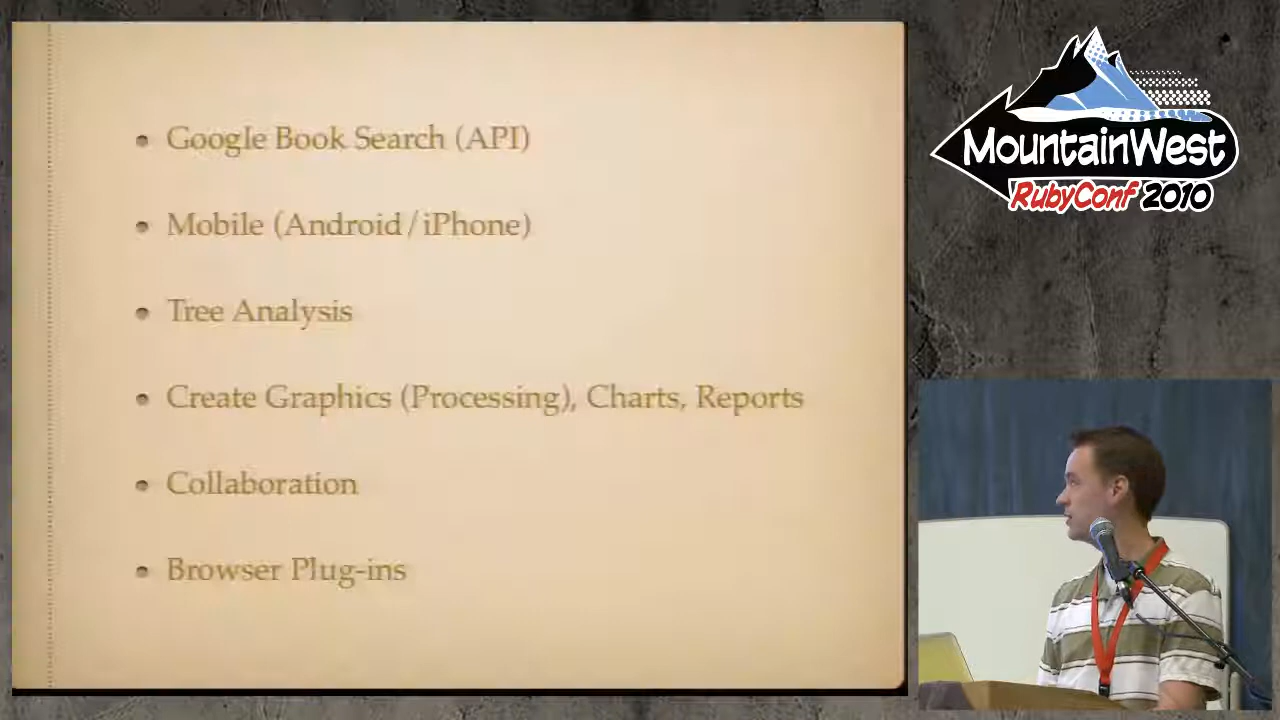 Google Book Search (API)
Mobile (Android/iPhone)
Tree Analysis
Create Graphics (Processing), Charts, Reports
Collaboration
Browser Plug-ins
MountainWest
RubyConf 2010